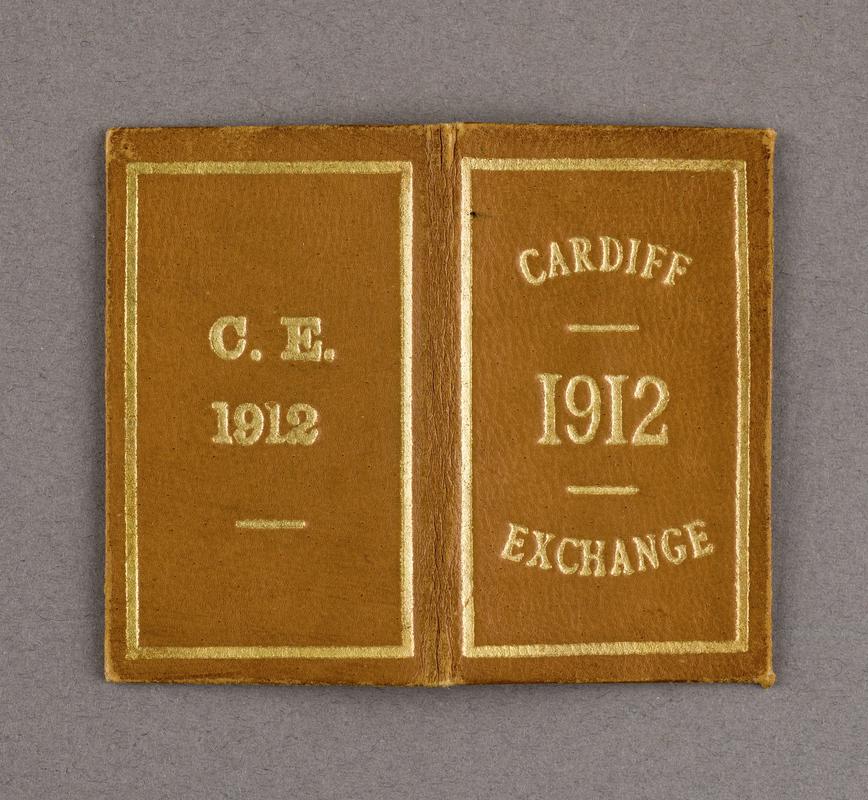 C. E.
1912
CARDIFF
1912
EXCHANGE